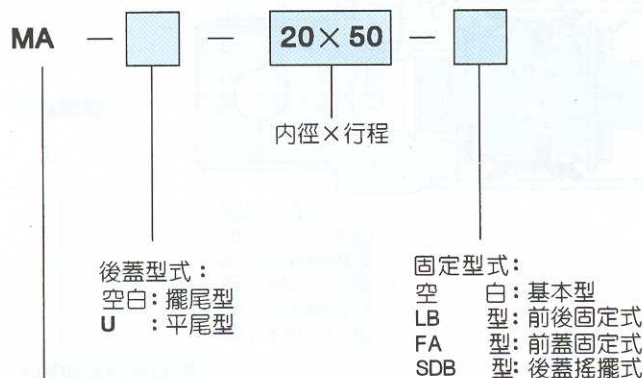 MA — □ — 20×50 — □
內徑×行程
後蓋型式：
空白：擺尾型
U ：平尾型
固定型式：
空 白：基本型
LB 型：前後固定式
FA 型：前蓋固定式
SDB 型：後蓋搖擺式